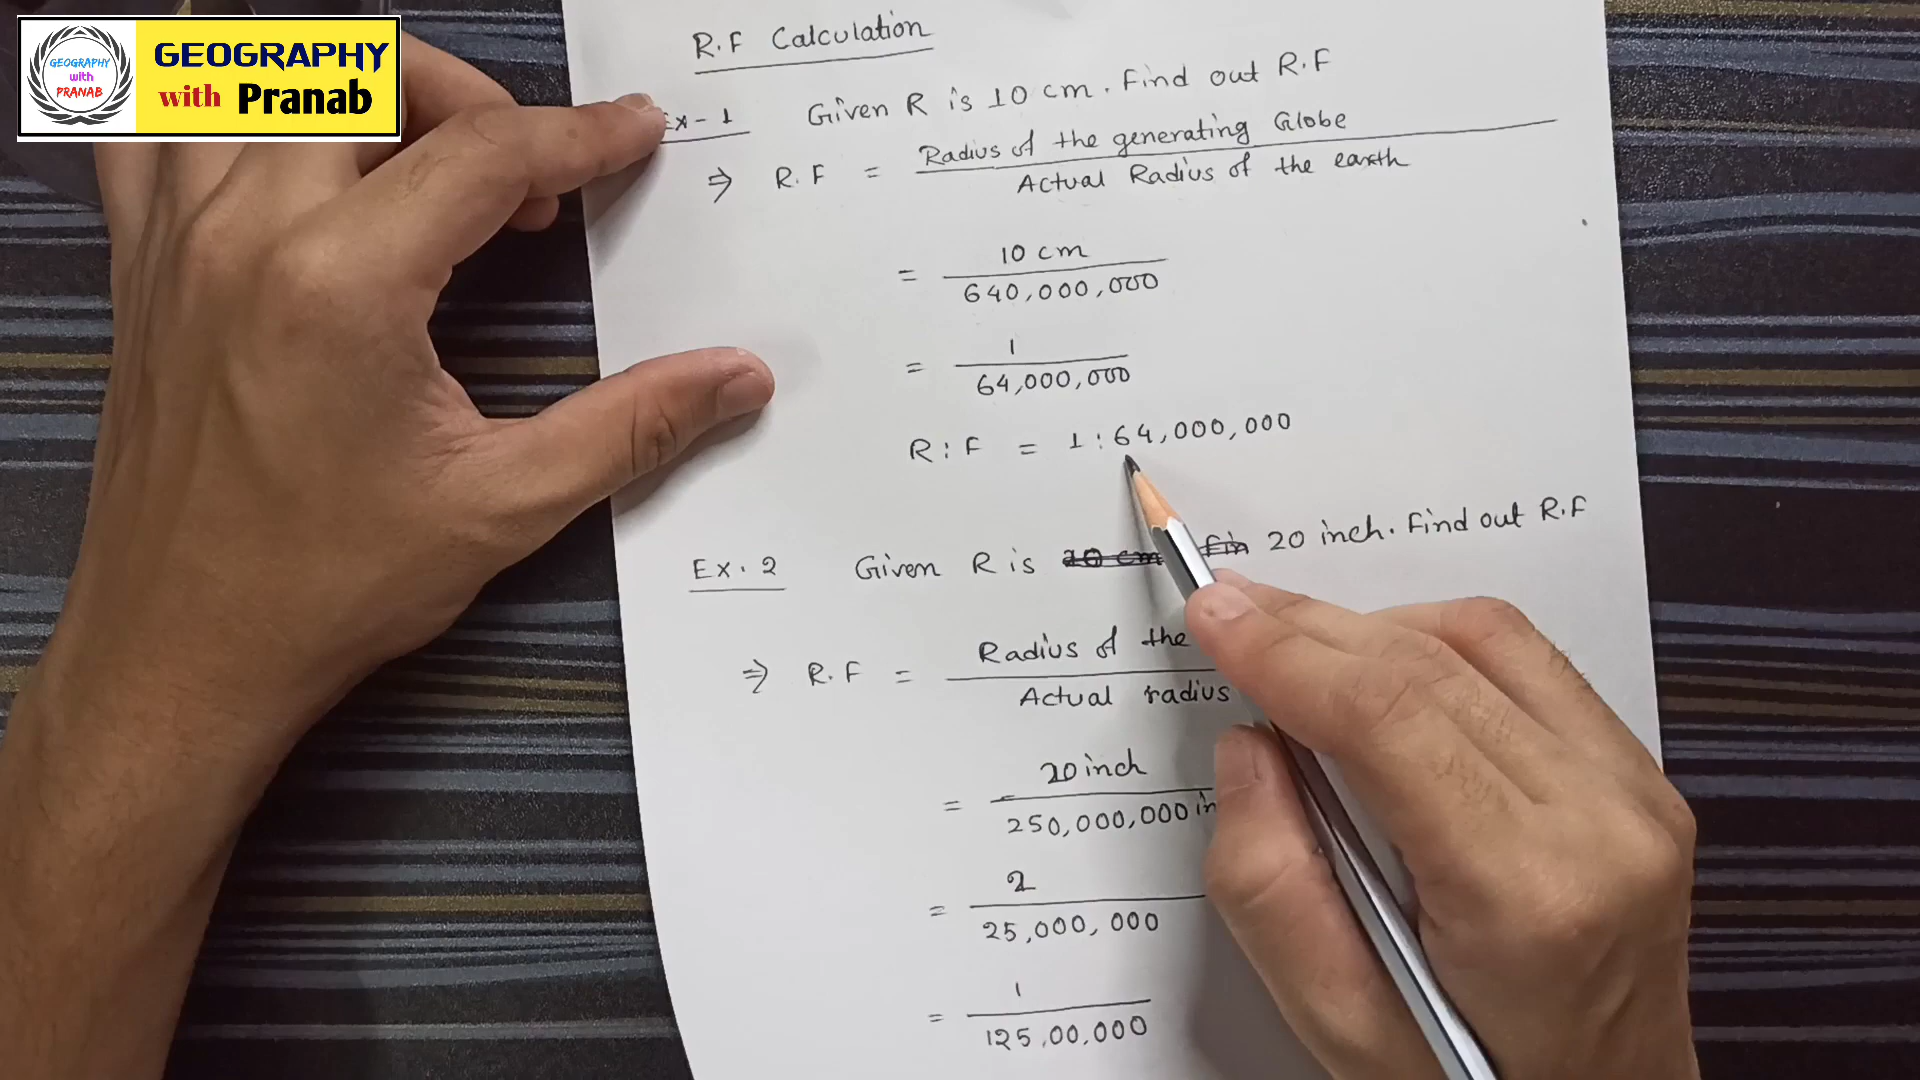 GEOGRAPHY
with
PRANAB
GEOGRAPHY
with Pranab
R.F Calculation
Ex-1 Given R is 10 cm. Find out R.F
⇒ R.F = Radius of the generating Globe
Actual Radius of the earth
= 10 cm
640,000,000
= 1
64,000,000
R:F = 1:64,000,000
Ex.2 Given R is 20 inch. Find out R.F
⇒ R.F = Radius of the
Actual radius
= 20 inch
250,000,000 in
= 2
25,000,000
= 1
125,00,000